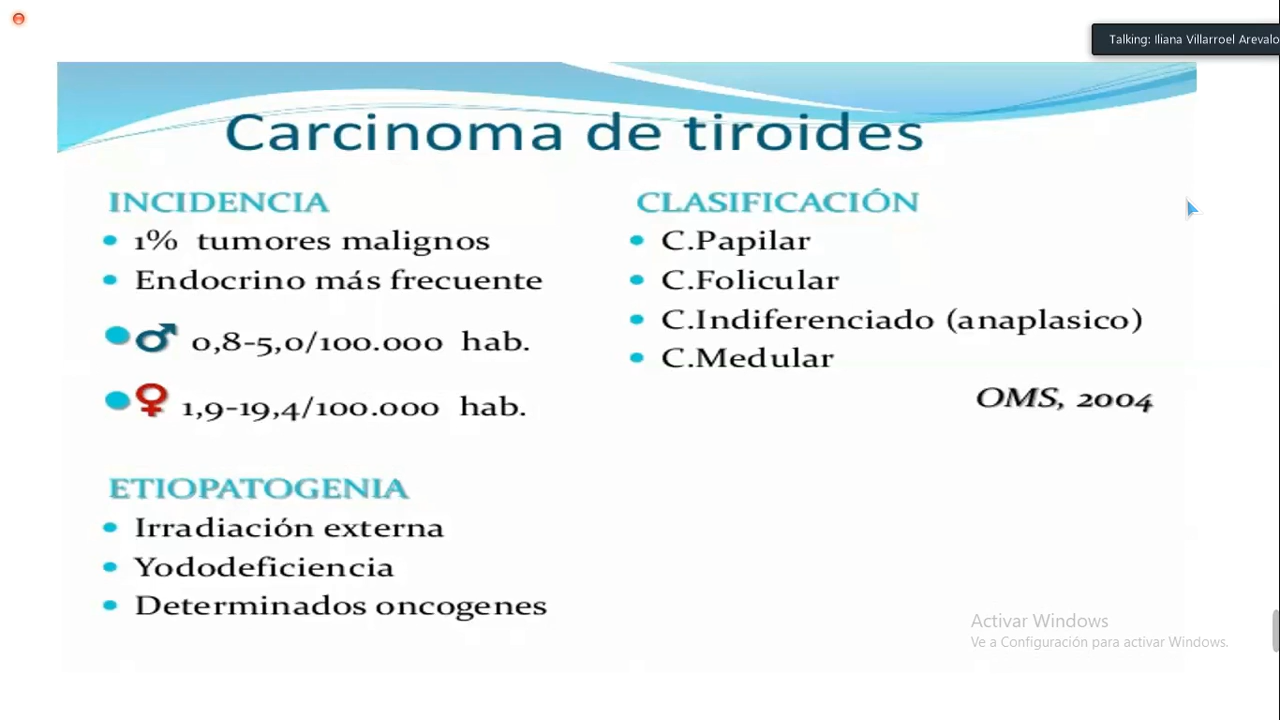 Talking: Iliana Villarroel Arevalo
Carcinoma de tiroides
INCIDENCIA
• 1% tumores malignos
• Endocrino más frecuente
• ♂ 0,8-5,0/100.000 hab.
• ♀ 1,9-19,4/100.000 hab.
ETIOPATOGENIA
• Irradiación externa
• Yododeficiencia
• Determinados oncogenes
CLASIFICACIÓN
• C.Papilar
• C.Folicular
• C.Indiferenciado (anaplasico)
• C.Medular
OMS, 2004
Activar Windows
Ve a Configuración para activar Windows.